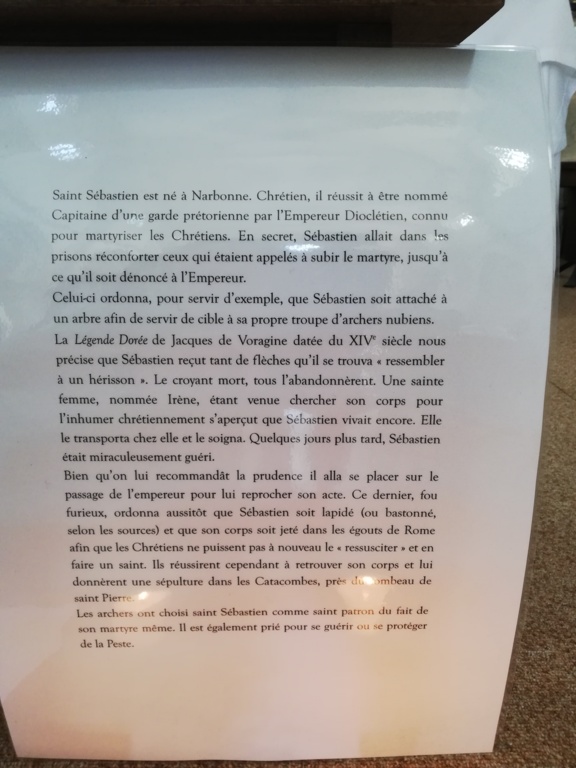 Saint Sébastien est né à Narbonne. Chrétien, il réussit à être nommé
Capitaine d'une garde prétorienne par l'Empereur Dioclétien, connu
pour martyriser les Chrétiens. En secret, Sébastien allait dans les
prisons réconforter ceux qui étaient appelés à subir le martyre, jusqu'à
ce qu'il soit dénoncé à l'Empereur.
Celui-ci ordonna, pour servir d'exemple, que Sébastien soit attaché à
un arbre afin de servir de cible à sa propre troupe d'archers nubiens.
La Légende Dorée de Jacques de Voragine datée du XIVe siècle nous
précise que Sébastien reçut tant de flèches qu'il se trouva « ressembler
à un hérisson ». Le croyant mort, tous l'abandonnèrent. Une sainte
femme, nommée Irène, étant venue chercher son corps pour
l'inhumer chrétiennement s'aperçut que Sébastien vivait encore. Elle
le transporta chez elle et le soigna. Quelques jours plus tard, Sébastien
était miraculeusement guéri.
Bien qu'on lui recommandât la prudence il alla se placer sur le
passage de l'empereur pour lui reprocher son acte. Ce dernier, fou
furieux, ordonna aussitôt que Sébastien soit lapidé (ou bastonné,
selon les sources) et que son corps soit jeté dans les égouts de Rome
afin que les Chrétiens ne puissent pas à nouveau le « ressusciter » et en
faire un saint. Ils réussirent cependant à retrouver son corps et lui
donnèrent une sépulture dans les Catacombes, près du tombeau de
saint Pierre.
Les archers ont choisi saint Sébastien comme saint patron du fait de
son martyre même. Il est également prié pour se guérir ou se protéger
de la Peste.